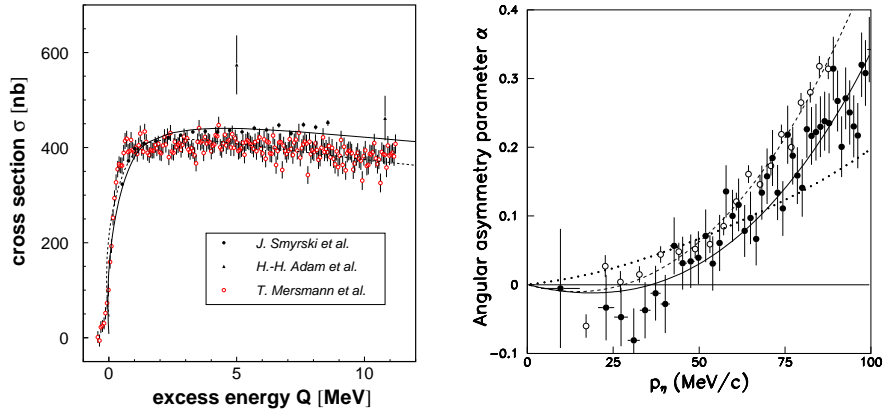 cross section σ [nb]
600
400
200
0
J. Smyrski et al.
H.-H. Adam et al.
T. Mersmann et al.
0
5
10
excess energy Q [MeV]
Angular asymmetry parameter α
0.4
0.3
0.2
0.1
0
-0.1
0
25
50
75
100
pη (MeV/c)